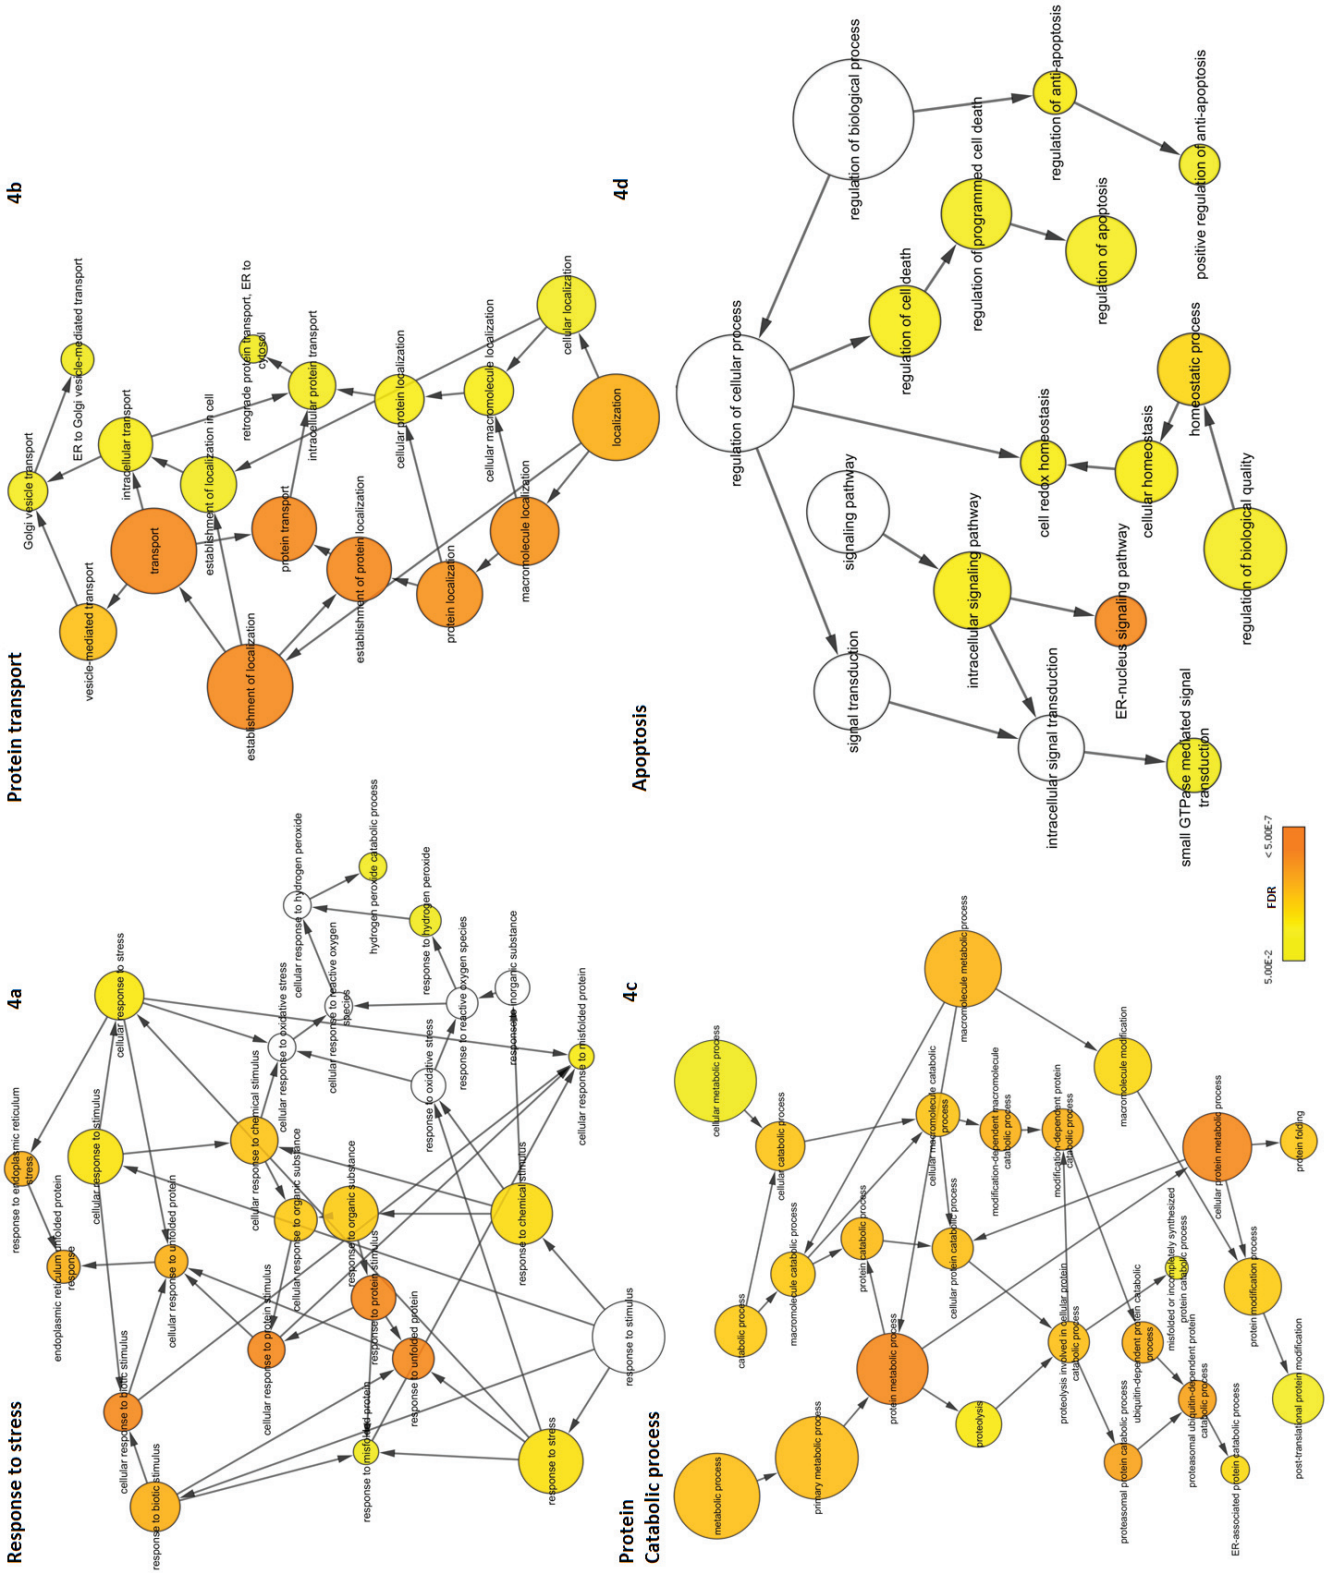 Response to stress
4a
response to endoplasmic reticulum
stress
cellular response to stress
cellular response to stimulus
endoplasmic reticulum unfolded protein
response
cellular response to unfolded protein
cellular response to chemical stimulus
cellular response to oxidative stress
cellular response to hydrogen peroxide
cellular response to reactive oxygen
species
hydrogen peroxide catabolic process
response to hydrogen peroxide
response to reactive oxygen species
response to inorganic substance
response to oxidative stress
cellular response to misfolded protein
cellular response to organic substance
response to organic substance
cellular response to biotic stimulus
response to biotic stimulus
cellular response to protein stimulus
response to protein stimulus
response to unfolded protein
response to misfolded protein
response to chemical stimulus
response to stress
response to stimulus
Protein transport
4b
Golgi vesicle transport
ER to Golgi vesicle-mediated transport
vesicle-mediated transport
intracellular transport
transport
establishment of localization in cell
retrograde protein transport, ER to
cytosol
protein transport
intracellular protein transport
establishment of localization
establishment of protein localization
cellular protein localization
protein localization
cellular macromolecule localization
macromolecule localization
cellular localization
localization
Protein
Catabolic process
4c
metabolic process
cellular metabolic process
catabolic process
cellular catabolic process
primary metabolic process
macromolecule catabolic process
protein catabolic process
protein metabolic process
cellular macromolecule catabolic
process
macromolecule metabolic process
cellular protein catabolic process
proteolysis
modification-dependent macromolecule
catabolic process
modification-dependent protein
catabolic process
proteolysis involved in cellular protein
catabolic process
macromolecule modification
proteasomal protein catabolic process
ubiquitin-dependent protein catabolic
process
misfolded or incompletely synthesized
protein catabolic process
proteasomal ubiquitin-dependent protein
catabolic process
cellular protein metabolic process
ER-associated protein catabolic process
protein modification process
post-translational protein modification
protein folding
Apoptosis
4d
regulation of biological process
regulation of cellular process
regulation of anti-apoptosis
positive regulation of anti-apoptosis
regulation of cell death
regulation of programmed cell death
regulation of apoptosis
signaling pathway
signal transduction
intracellular signaling pathway
cell redox homeostasis
cellular homeostasis
homeostatic process
regulation of biological quality
ER-nucleus signaling pathway
intracellular signal transduction
small GTPase mediated signal
transduction
FDR
5.00E-2
< 5.00E-7